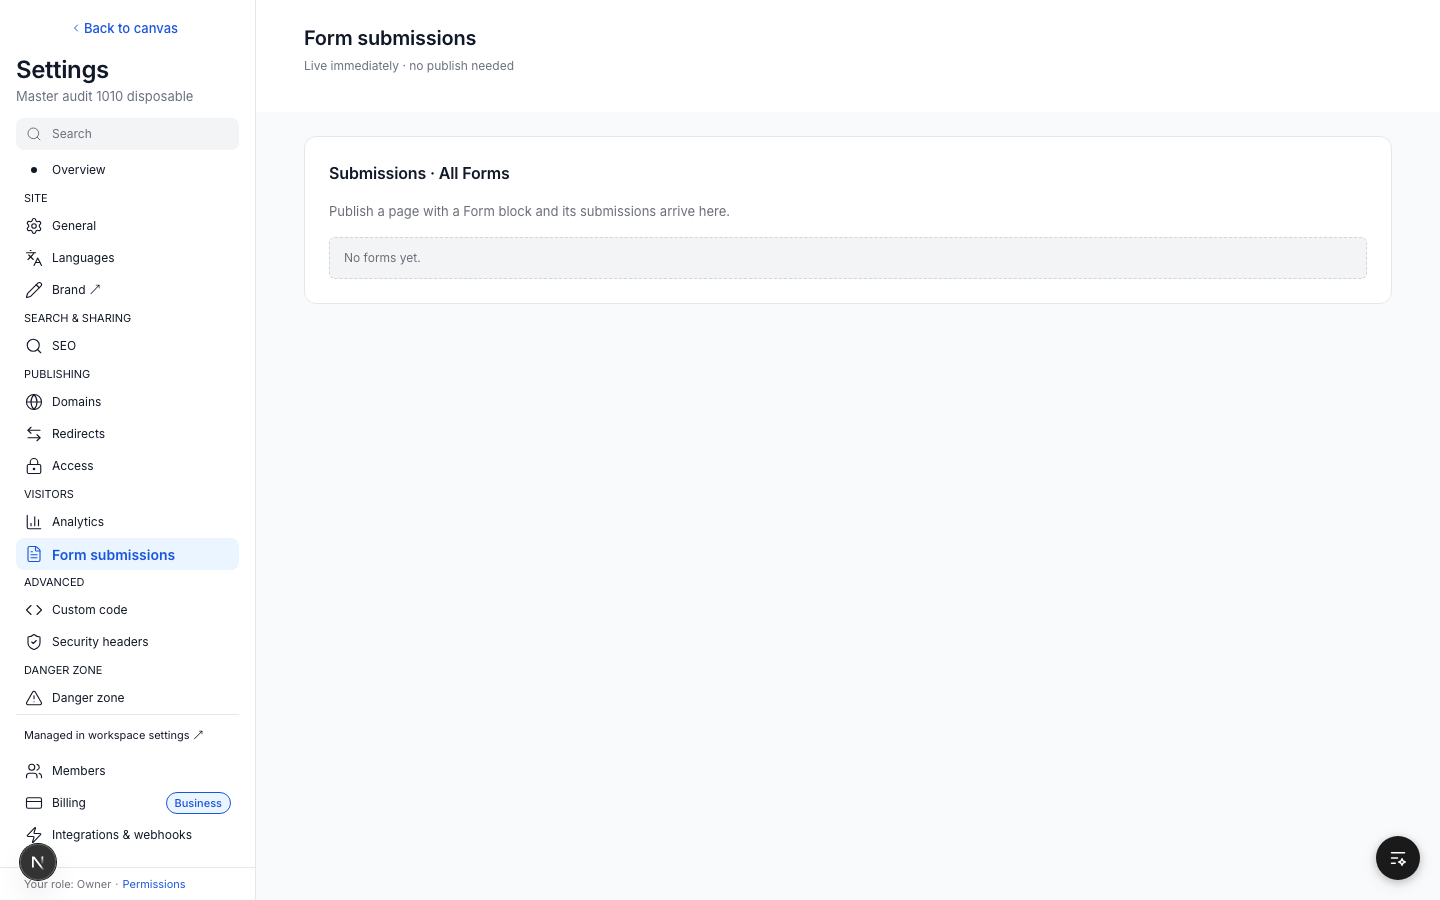 Back to canvas
Settings
Master audit 1010 disposable
Search
Overview
SITE
General
Languages
Brand ↗
SEARCH & SHARING
SEO
PUBLISHING
Domains
Redirects
Access
VISITORS
Analytics
Form submissions
ADVANCED
Custom code
Security headers
DANGER ZONE
Danger zone
Managed in workspace settings ↗
Members
Billing Business
Integrations & webhooks
N
Your role: Owner · Permissions
Form submissions
Live immediately · no publish needed
Submissions · All Forms
Publish a page with a Form block and its submissions arrive here.
No forms yet.